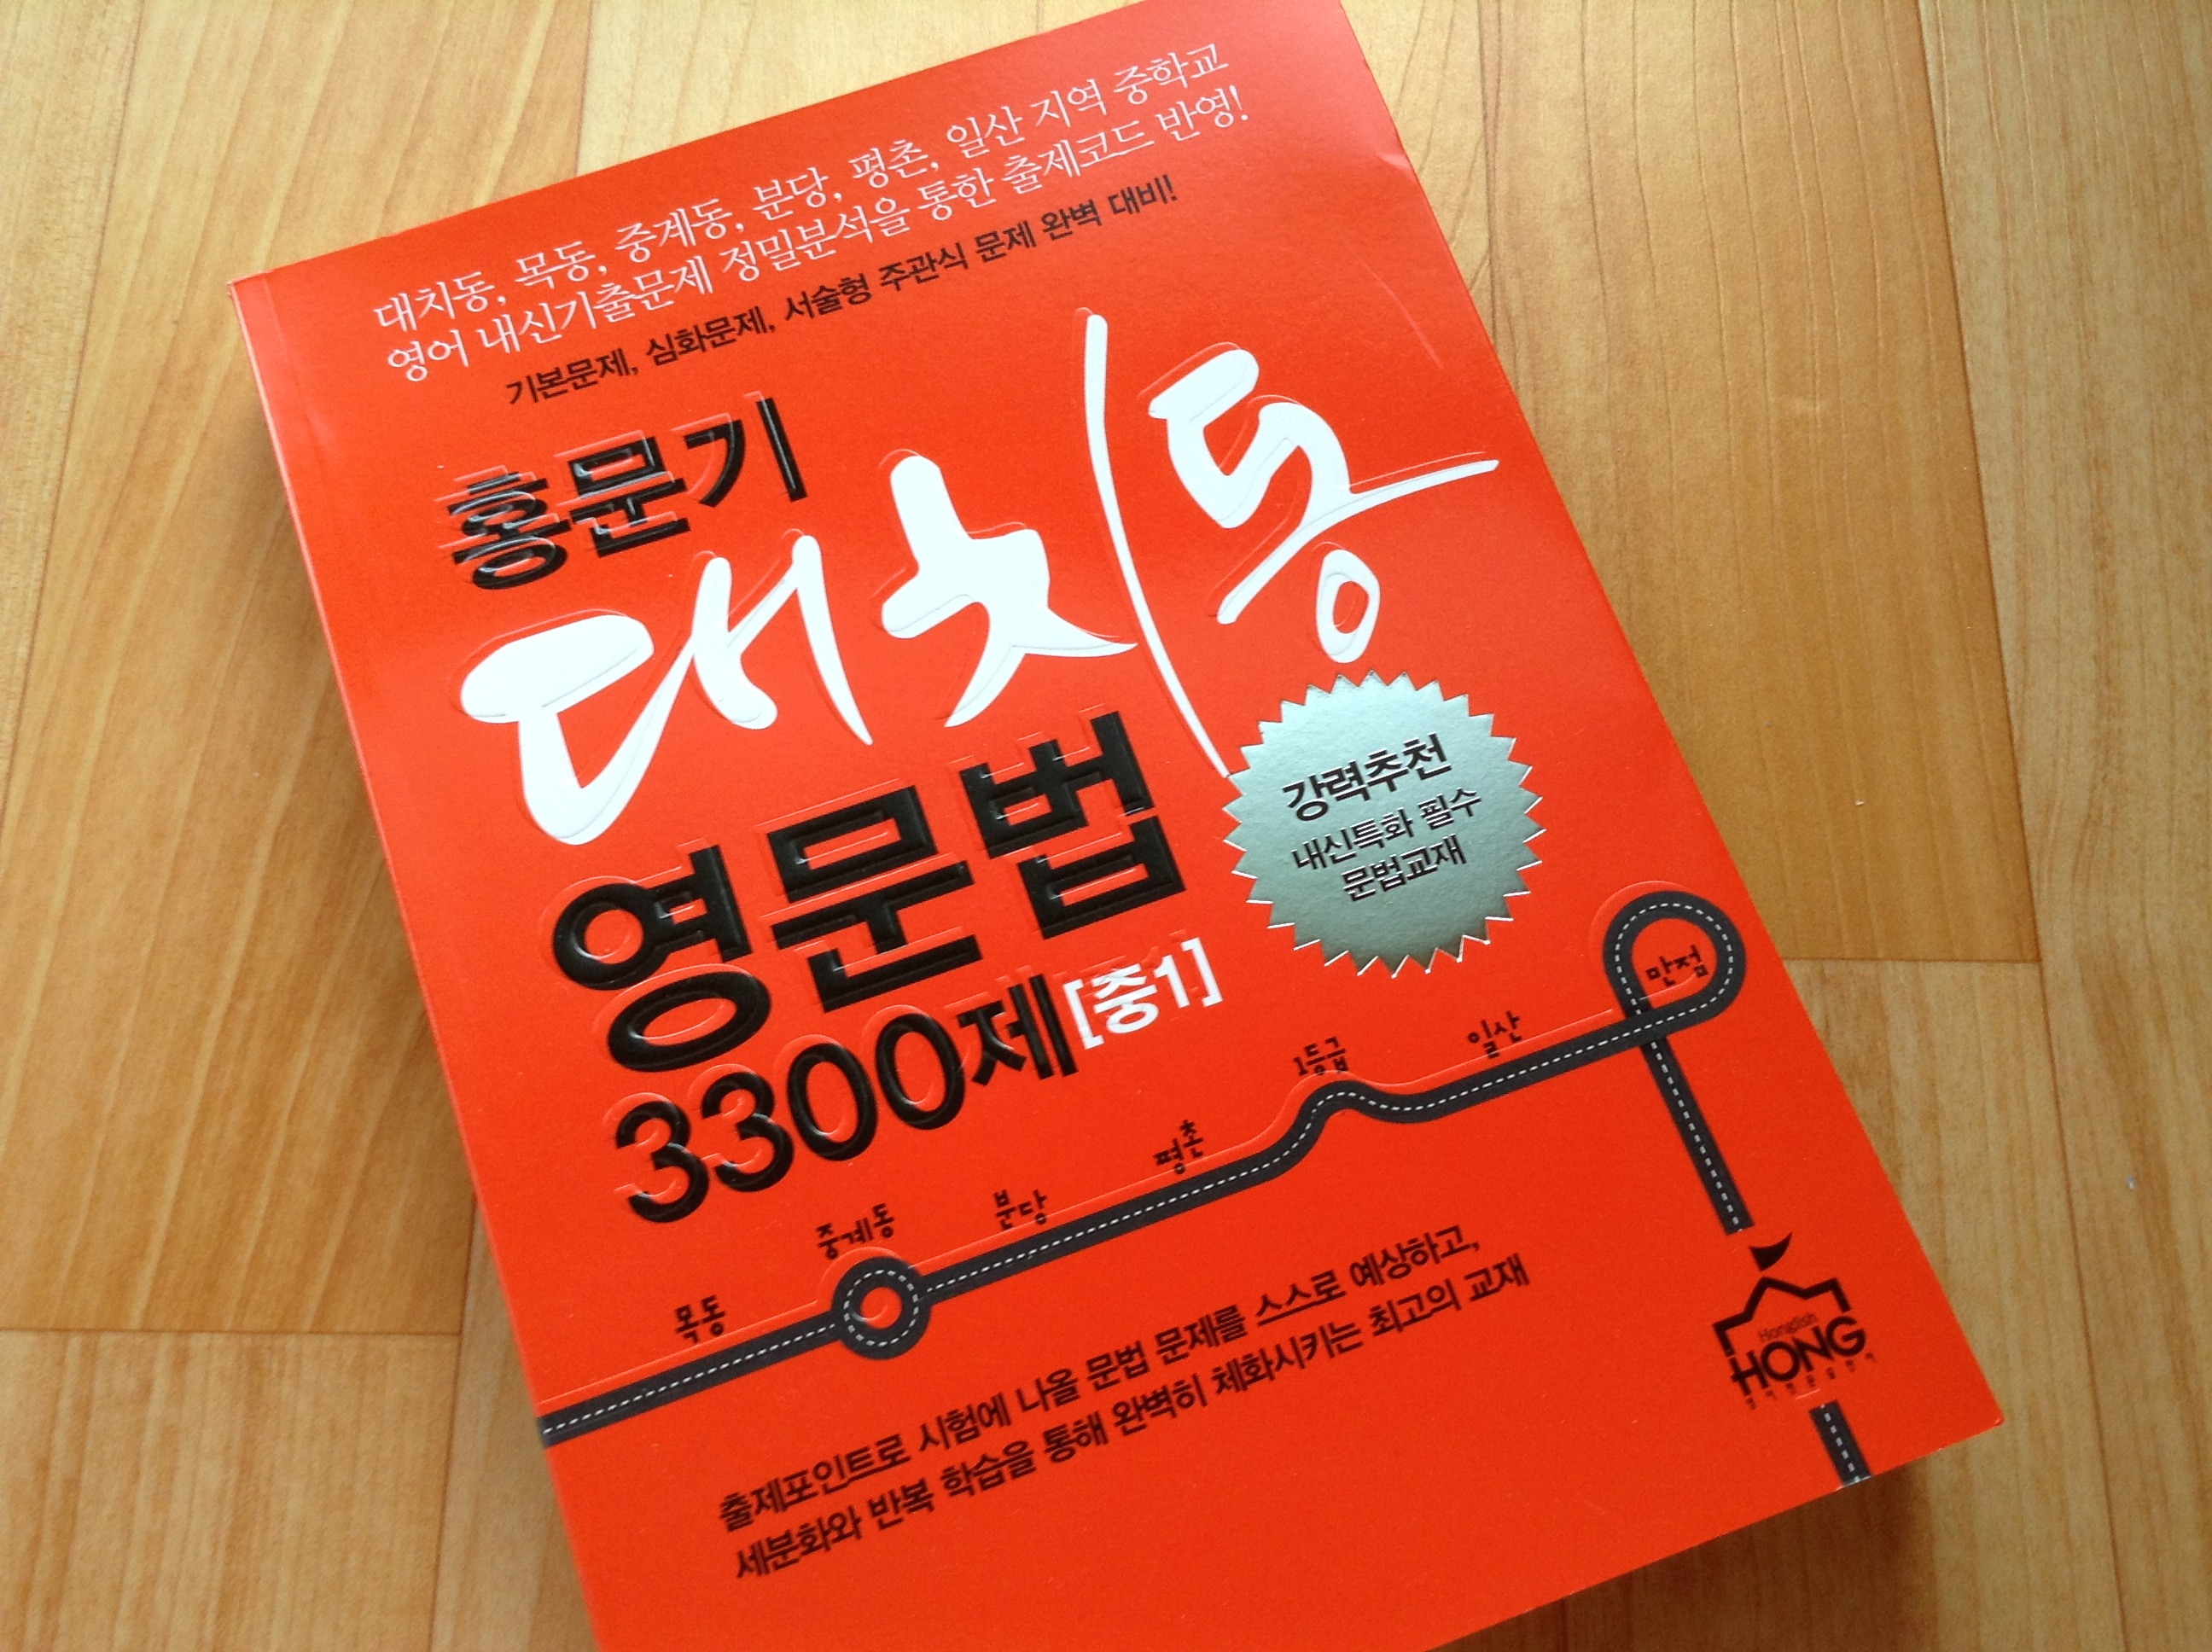 대치동, 목동, 중계동, 분당, 평촌, 일산 지역 중학교
영어 내신기출문제 정밀분석을 통한 출제코드 반영!
기본문제, 심화문제, 서술형 주관식 문제 완벽 대비!
홍문기
대치동
영문법
3300제[중1]
강력추천
내신특화 필수
문법교재
목동
중계동
분당
평촌
1등급
일산
만점
출제포인트로 시험에 나올 문법 문제를 스스로 예상하고,
세분화와 반복 학습을 통해 완벽히 체화시키는 최고의 교재
Honglish
HONG